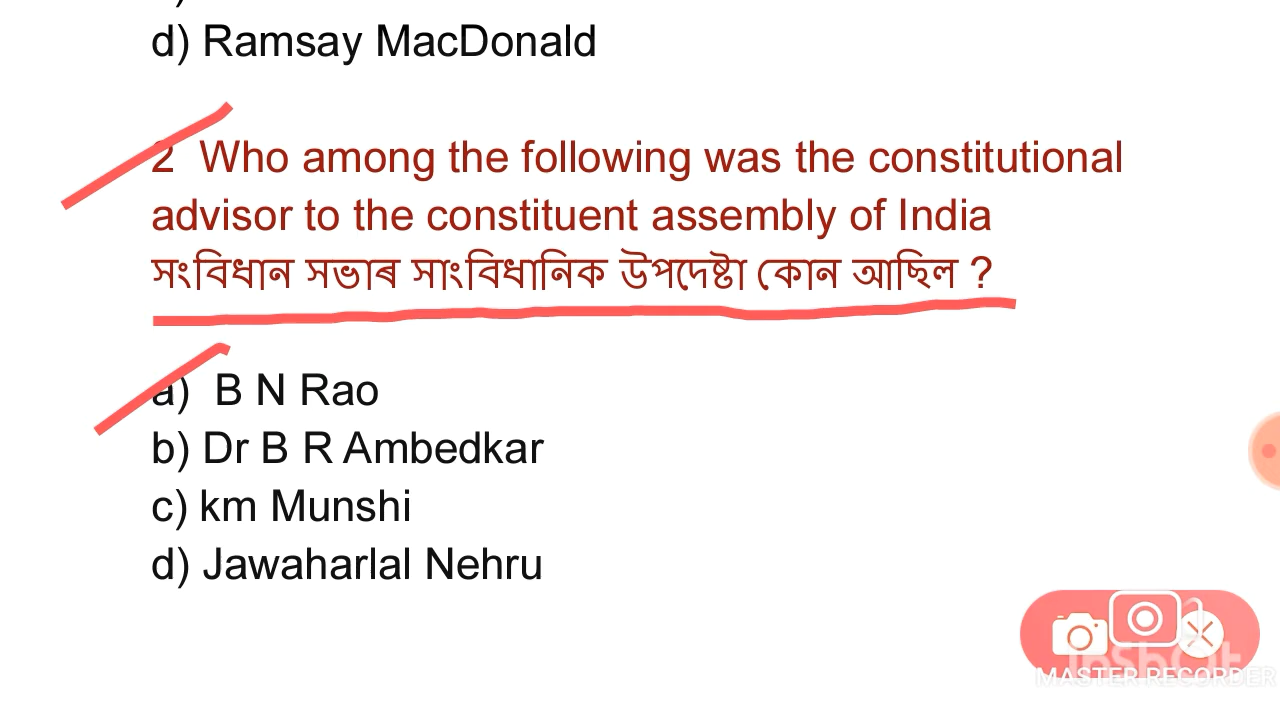 d) Ramsay MacDonald
2 Who among the following was the constitutional
advisor to the constituent assembly of India
সংবিধান সভাৰ সাংবিধানিক উপদেষ্টা কোন আছিল ?
a) B N Rao
b) Dr B R Ambedkar
c) km Munshi
d) Jawaharlal Nehru
MASTER RECORDER